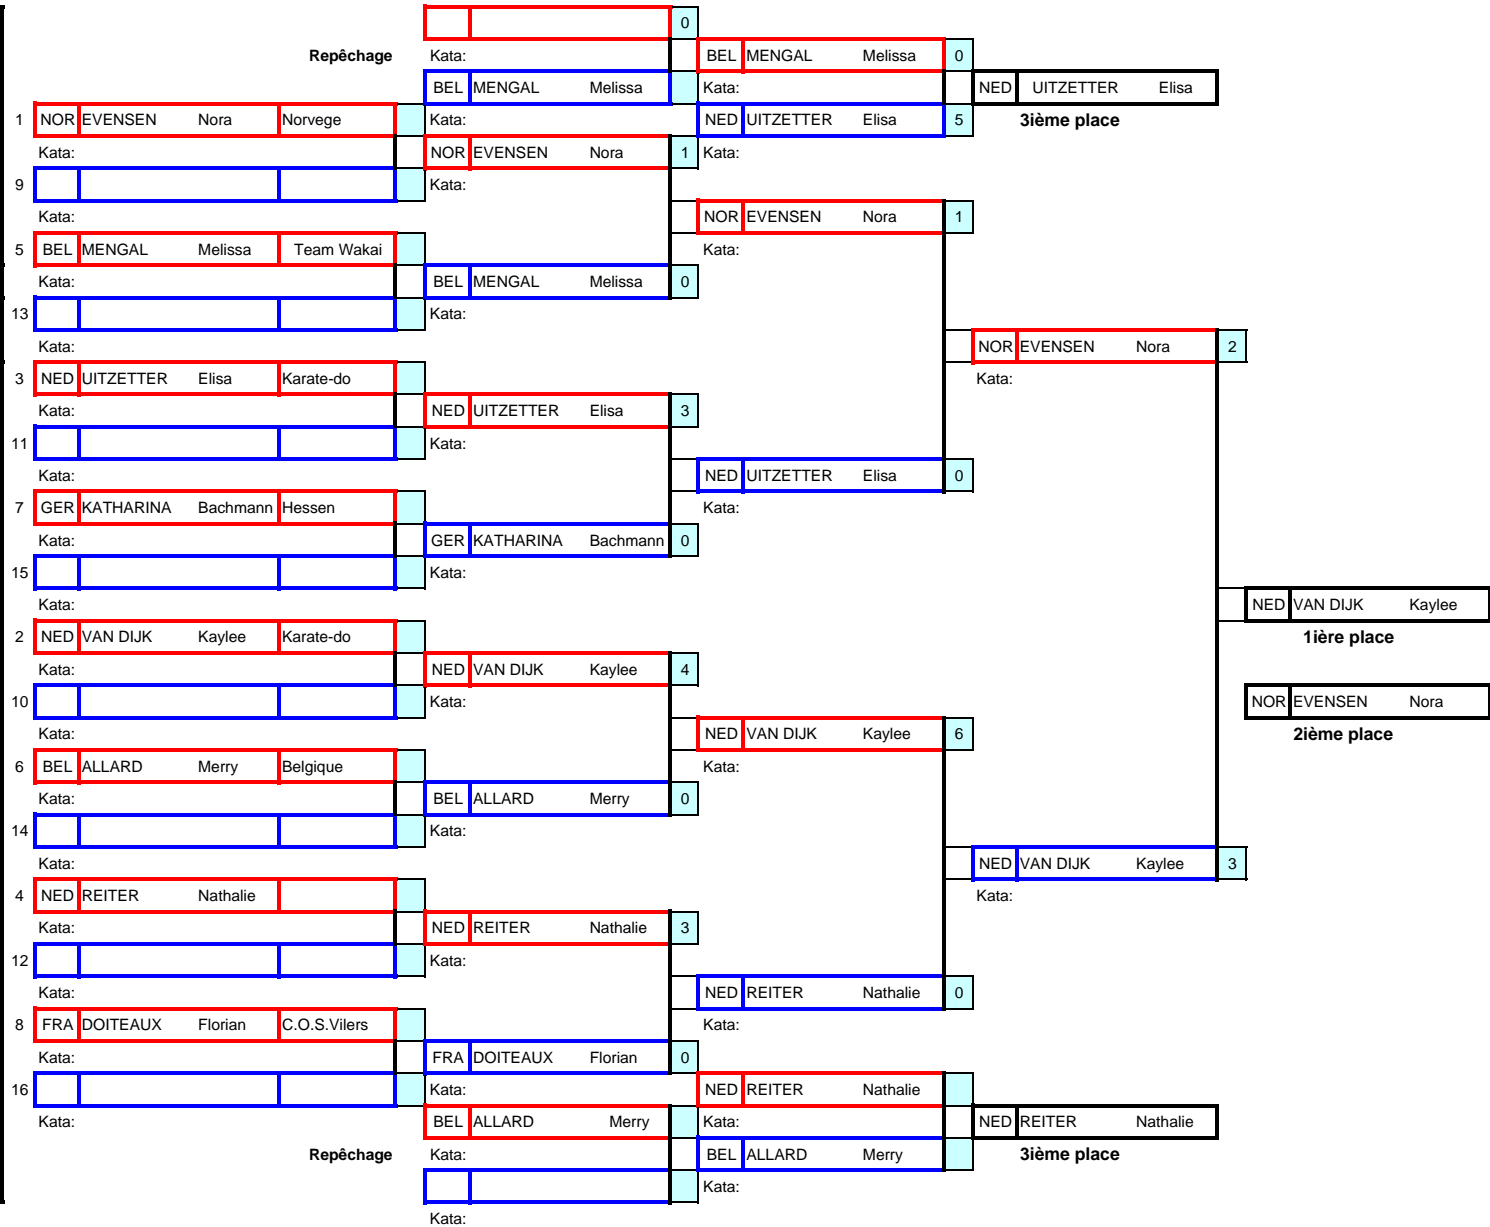 0
Repêchage Kata: BEL MENGAL Melissa 0
BEL MENGAL Melissa Kata: NED UITZETTER Elisa
1 NOR EVENSEN Nora Norvege Kata: NED UITZETTER Elisa 5 3ième place
Kata: NOR EVENSEN Nora 1 Kata:
9 Kata:
Kata: NOR EVENSEN Nora 1
5 BEL MENGAL Melissa Team Wakai Kata:
Kata: BEL MENGAL Melissa 0
13 Kata:
Kata: NOR EVENSEN Nora 2
3 NED UITZETTER Elisa Karate-do Kata:
Kata: NED UITZETTER Elisa 3
11 Kata:
Kata: NED UITZETTER Elisa 0
7 GER KATHARINA Bachmann Hessen Kata:
Kata: GER KATHARINA Bachmann 0
15 Kata:
Kata: NED VAN DIJK Kaylee
2 NED VAN DIJK Kaylee Karate-do 1ière place
Kata: NED VAN DIJK Kaylee 4
10 Kata: NOR EVENSEN Nora
Kata: NED VAN DIJK Kaylee 6 2ième place
6 BEL ALLARD Merry Belgique Kata:
Kata: BEL ALLARD Merry 0
14 Kata:
Kata: NED VAN DIJK Kaylee 3
4 NED REITER Nathalie Kata:
Kata: NED REITER Nathalie 3
12 Kata:
Kata: NED REITER Nathalie 0
8 FRA DOITEAUX Florian C.O.S.Vilers Kata:
Kata: FRA DOITEAUX Florian 0
16 Kata: NED REITER Nathalie
Kata: BEL ALLARD Merry Kata: NED REITER Nathalie
Repêchage Kata: BEL ALLARD Merry 3ième place
Kata:
Kata: